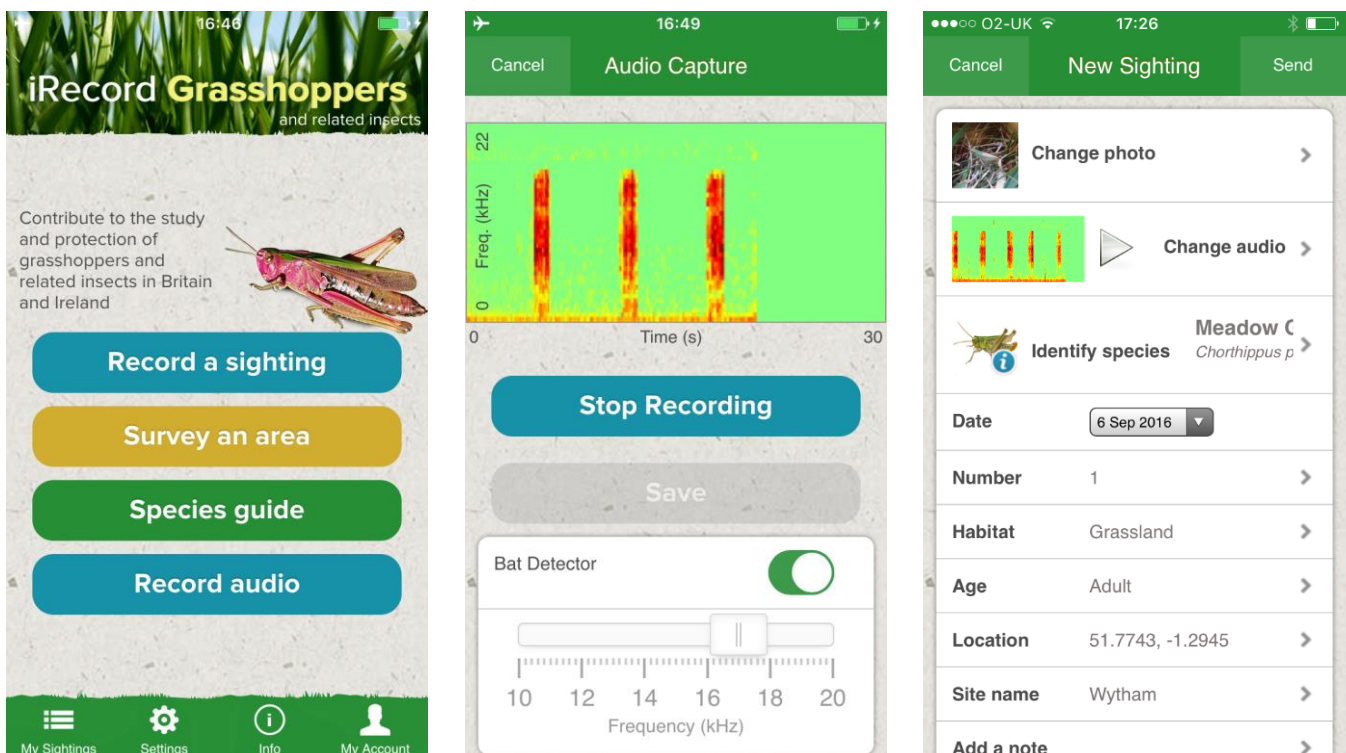 16:46
iRecord Grasshoppers
and related insects
Contribute to the study
and protection of
grasshoppers and
related insects in Britain
and Ireland
Record a sighting
Survey an area
Species guide
Record audio
My Sightings
Settings
Info
My Account
16:49
Cancel
Audio Capture
22
Freq. (kHz)
0
0
Time (s)
30
Stop Recording
Save
Bat Detector
10 12 14 16 18 20
Frequency (kHz)
O2-UK 17:26
Cancel
New Sighting
Send
Change photo
Change audio
Identify species
Meadow
Chorthippus p
Date
6 Sep 2016
Number
1
Habitat
Grassland
Age
Adult
Location
51.7743, -1.2945
Site name
Wytham
Add a note